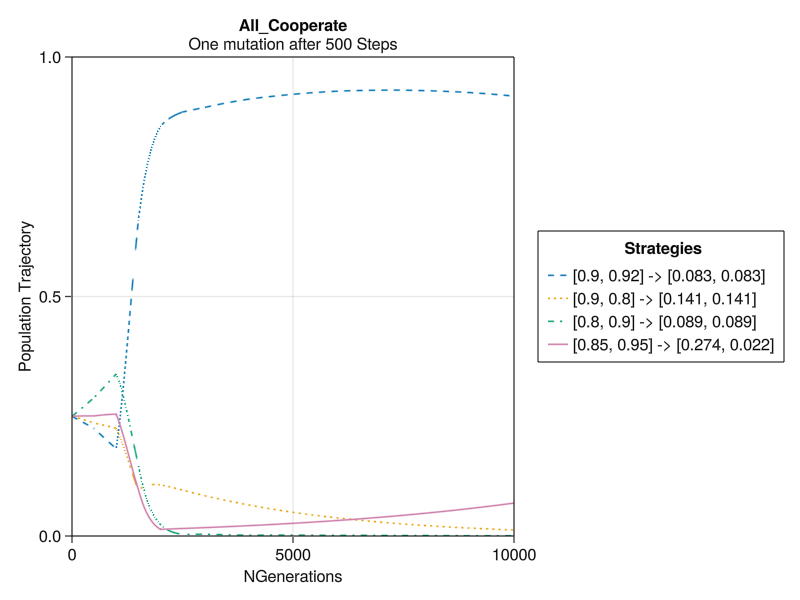 All_Cooperate
One mutation after 500 Steps
1.0
0.5
0.0
Population Trajectory
0
5000
10000
NGenerations
Strategies
[0.9, 0.92] -> [0.083, 0.083]
[0.9, 0.8] -> [0.141, 0.141]
[0.8, 0.9] -> [0.089, 0.089]
[0.85, 0.95] -> [0.274, 0.022]